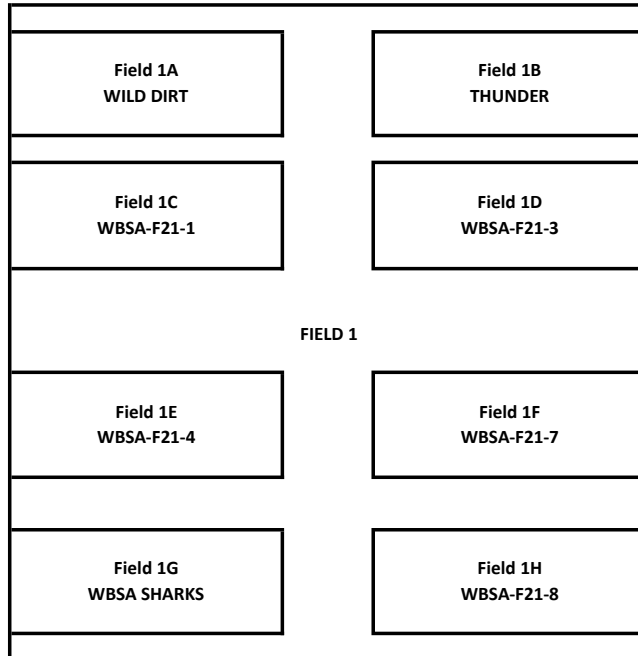 Field 1A
WILD DIRT
Field 1B
THUNDER
Field 1C
WBSA-F21-1
Field 1D
WBSA-F21-3
FIELD 1
Field 1E
WBSA-F21-4
Field 1F
WBSA-F21-7
Field 1G
WBSA SHARKS
Field 1H
WBSA-F21-8